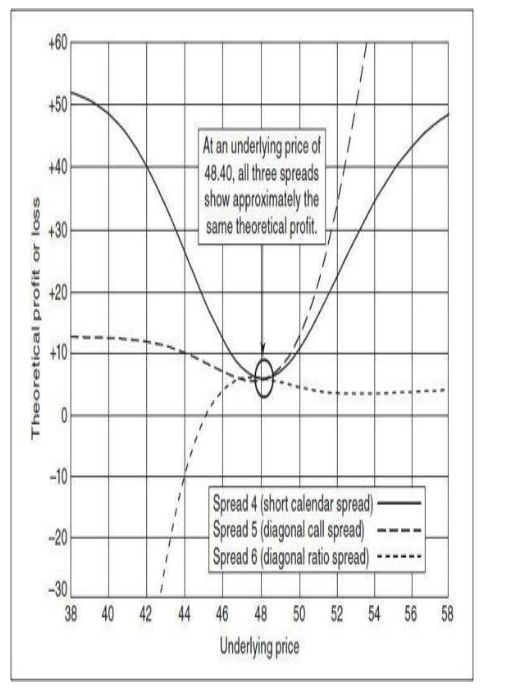 +60
+50
+40
+30
+20
+10
0
−10
−20
−30
Theoretical profit or loss
At an underlying price of
48.40, all three spreads
show approximately the
same theoretical profit.
Spread 4 (short calendar spread)
Spread 5 (diagonal call spread)
Spread 6 (diagonal ratio spread)
38 40 42 44 46 48 50 52 54 56 58
Underlying price